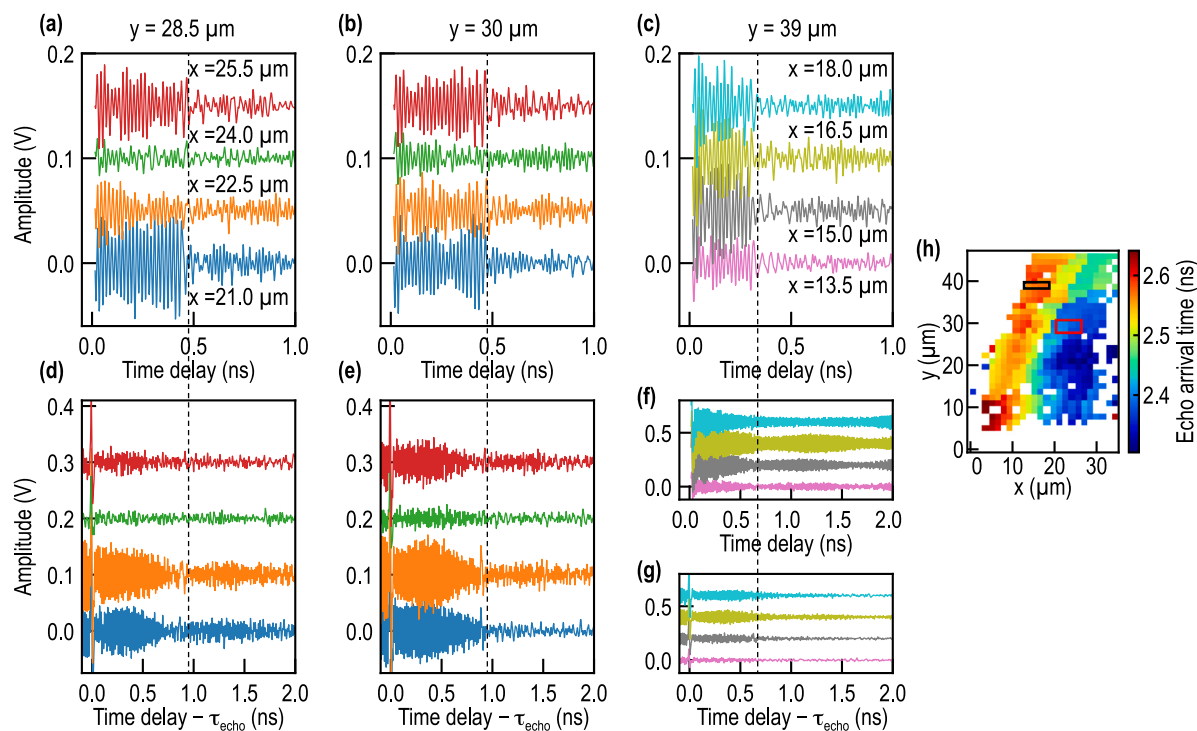 (a) y = 28.5 µm
(b) y = 30 µm
(c) y = 39 µm
Amplitude (V)
0.2
0.1
0.0
x =25.5 µm
x =24.0 µm
x =22.5 µm
x =21.0 µm
x =18.0 µm
x =16.5 µm
x =15.0 µm
x =13.5 µm
0.0 0.5 1.0
Time delay (ns)
0.0 0.5 1.0
Time delay (ns)
0.0 0.5 1.0
Time delay (ns)
(d)
(e)
(f)
Amplitude (V)
0.4
0.3
0.2
0.1
0.0
0.0 0.5 1.0 1.5 2.0
Time delay – τecho (ns)
0.4
0.3
0.2
0.1
0.0
0.0 0.5 1.0 1.5 2.0
Time delay – τecho (ns)
0.5
0.0
0.0 0.5 1.0 1.5 2.0
Time delay (ns)
(g)
0.5
0.0
0.0 0.5 1.0 1.5 2.0
Time delay – τecho (ns)
(h)
y (µm)
40
30
20
10
0
0 10 20 30
x (µm)
2.6
2.5
2.4
Echo arrival time (ns)